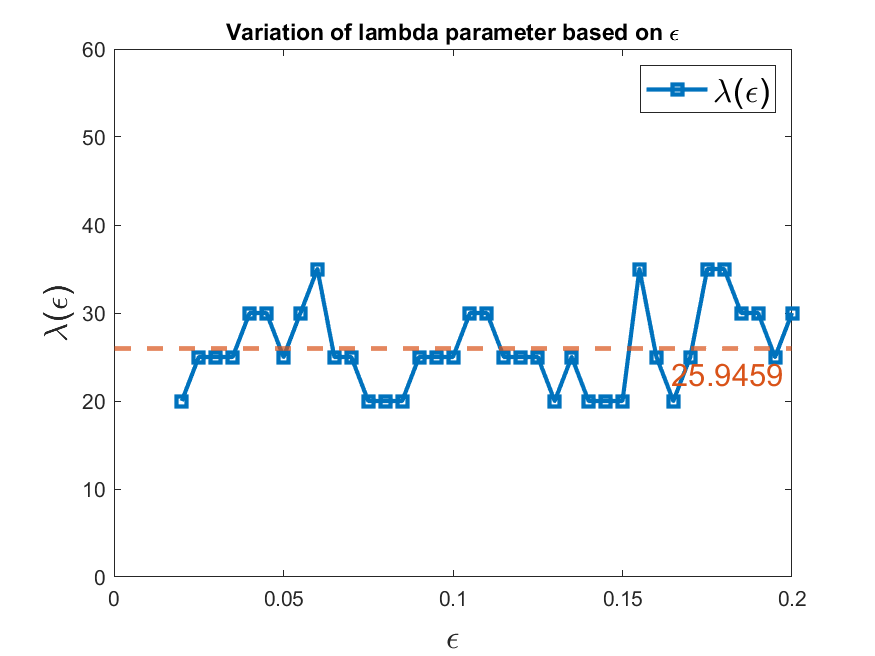 Variation of lambda parameter based on ϵ
60
50
40
30
20
10
0
λ(ϵ)
λ(ϵ)
25.9459
0 0.05 0.1 0.15 0.2
ϵ